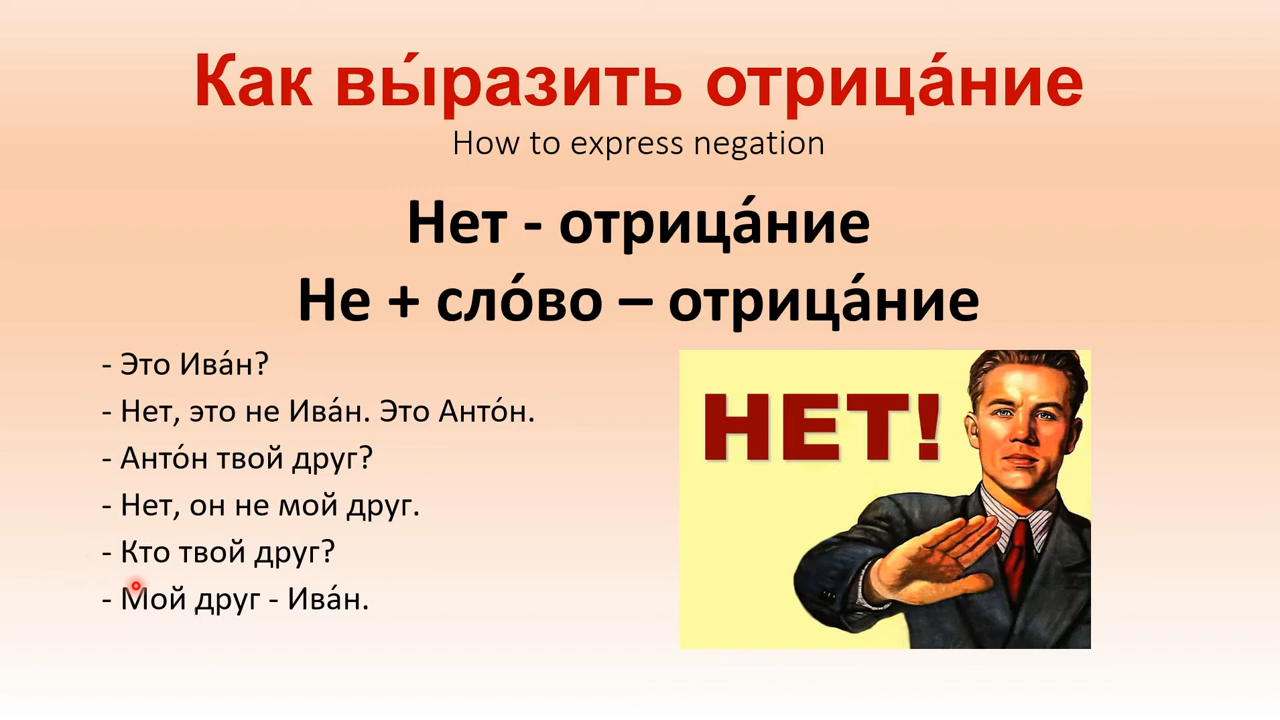 Как вы́разить отрица́ние
How to express negation
Нет - отрица́ние
Не + сло́во – отрица́ние
- Это Ива́н?
- Нет, это не Ива́н. Это Анто́н.
- Анто́н твой друг?
- Нет, он не мой друг.
- Кто твой друг?
- Мой друг - Ива́н.
НЕТ!